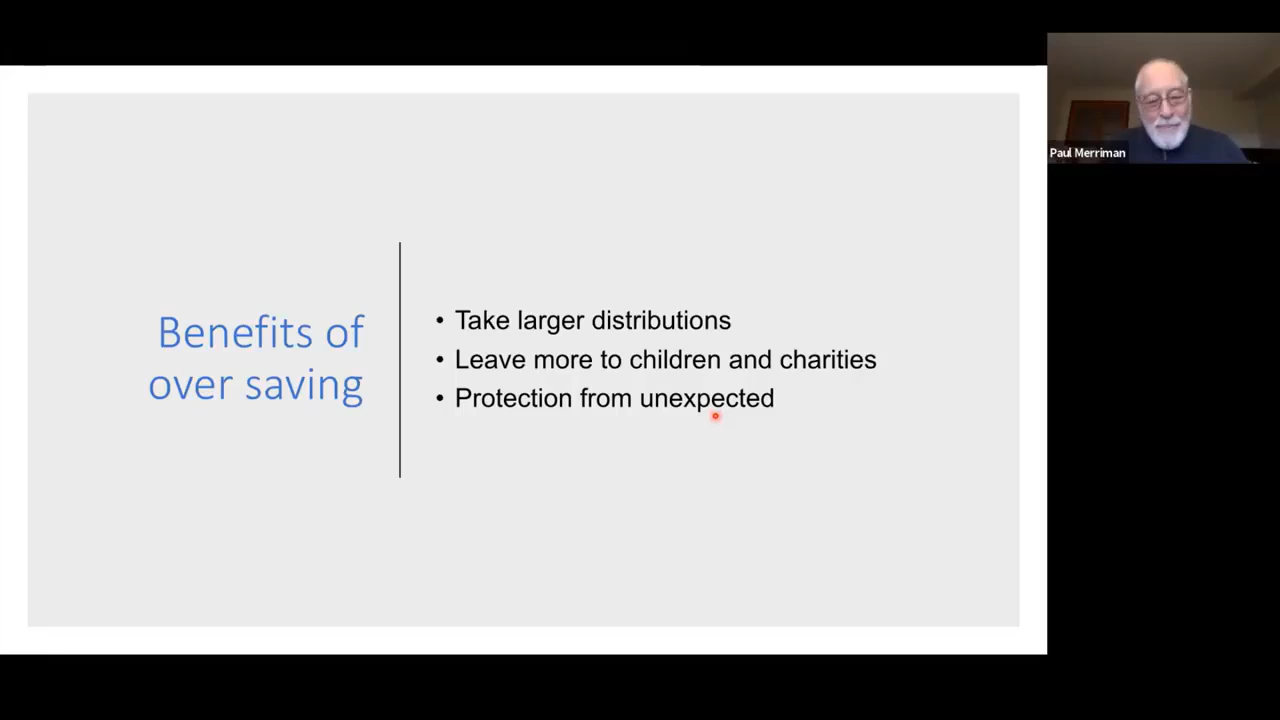 Benefits of
over saving
• Take larger distributions
• Leave more to children and charities
• Protection from unexpected
Paul Merriman